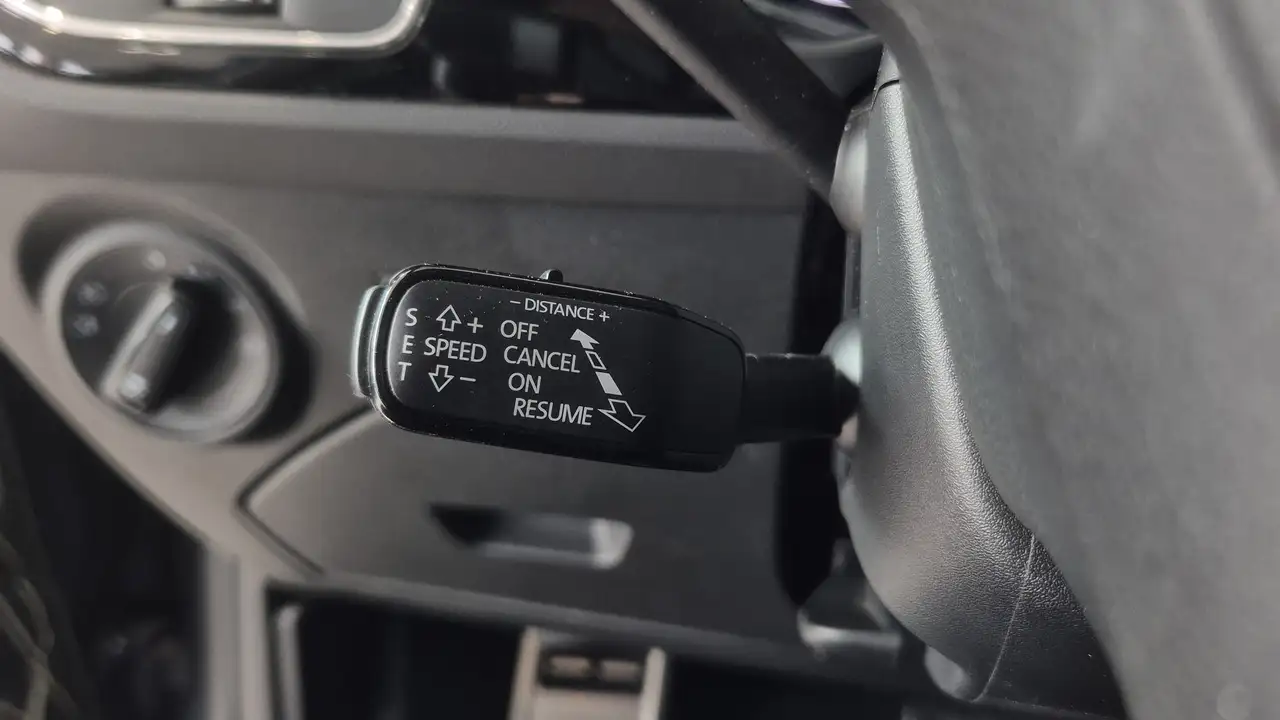 - DISTANCE +
S + OFF
E SPEED CANCEL
T - ON
RESUME